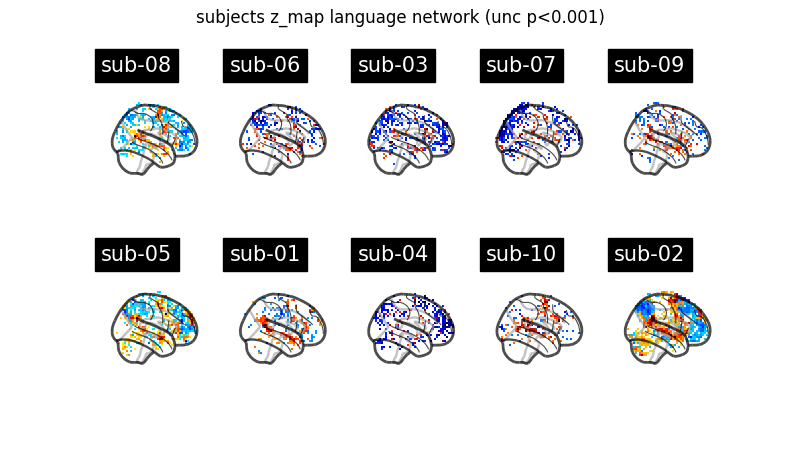 subjects z_map language network (unc p<0.001)
sub-08
sub-06
sub-03
sub-07
sub-09
sub-05
sub-01
sub-04
sub-10
sub-02